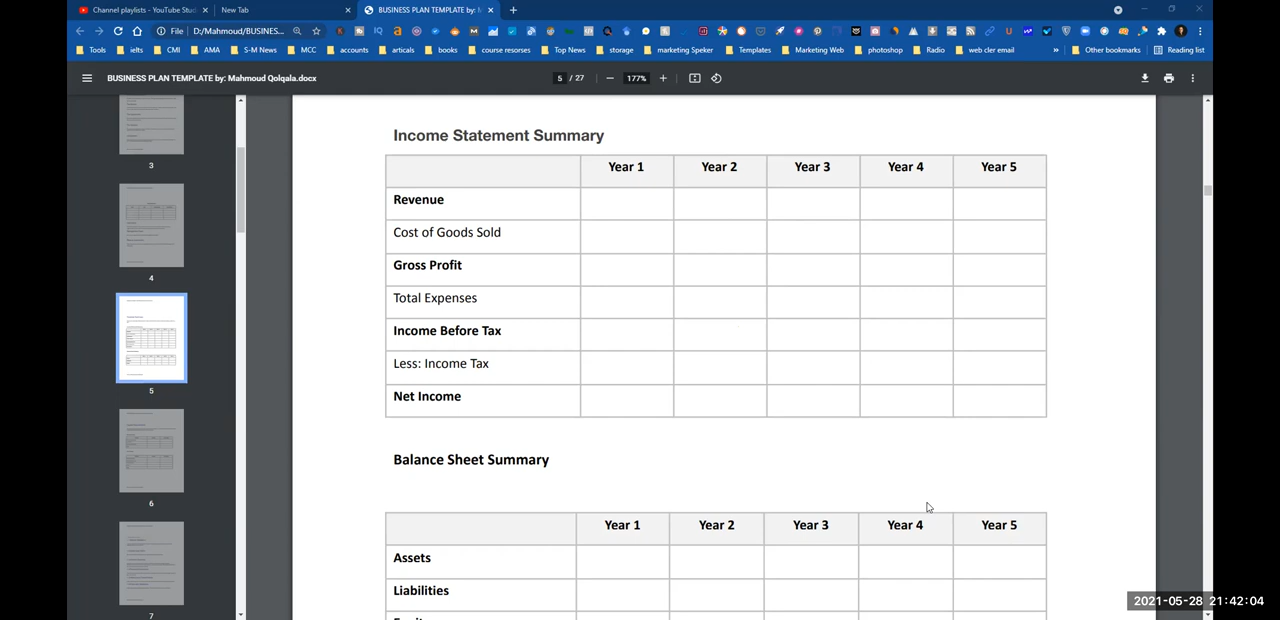 Channel playlists - YouTube Stud
New Tab
BUSINESS PLAN TEMPLATE by: M
File
D:/Mahmoud/BUSINES...
Tools
ielts
CMI
AMA
S-M News
MCC
accounts
articals
books
course resorses
Top News
storage
marketing Speker
Templates
Marketing Web
photoshop
Radio
web cler email
»
Other bookmarks
Reading list
BUSINESS PLAN TEMPLATE by: Mahmoud Qolqala.docx
5 / 27
177%
3
4
5
6
7
Income Statement Summary
Year 1 Year 2 Year 3 Year 4 Year 5
Revenue
Cost of Goods Sold
Gross Profit
Total Expenses
Income Before Tax
Less: Income Tax
Net Income
Balance Sheet Summary
Year 1 Year 2 Year 3 Year 4 Year 5
Assets
Liabilities
2021-05-28 21:42:04